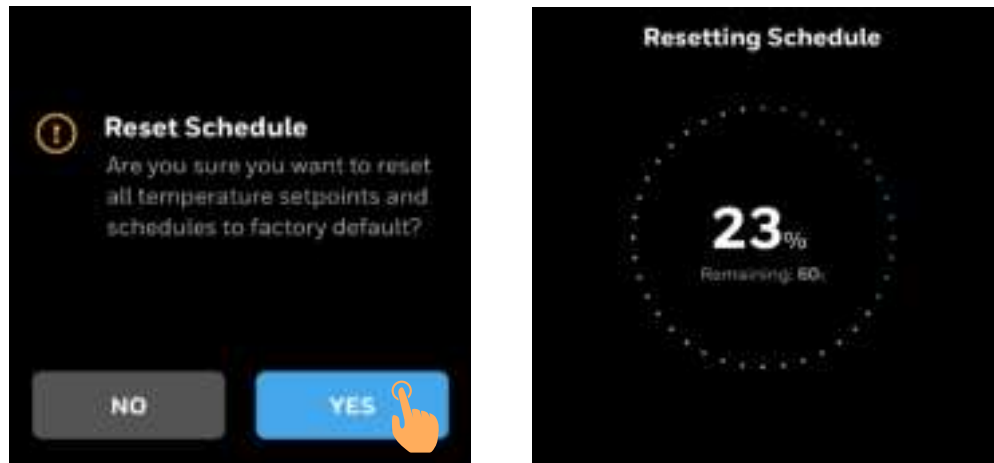 Reset Schedule
Are you sure you want to reset
all temperature setpoints and
schedules to factory default?
NO
YES
Resetting Schedule
23%
Remaining: 60s